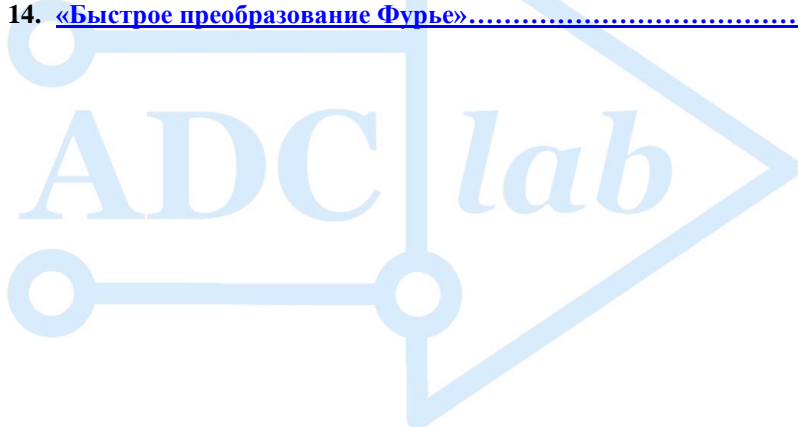 14. «Быстрое преобразование Фурье»……………………………………
ADC lab